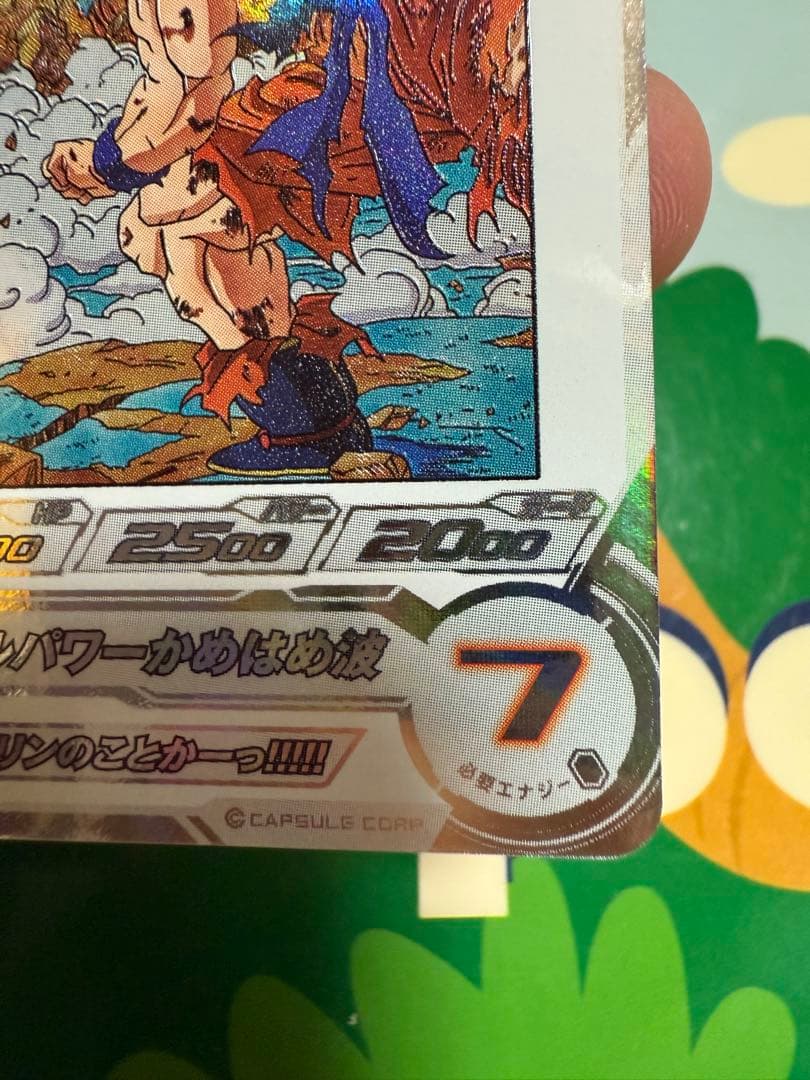 HP パワー ガード
00 2500 2000
ルパワーかめはめ波
7
リンのことかーっ!!!!!
必要エナジー
© CAPSULE CORP